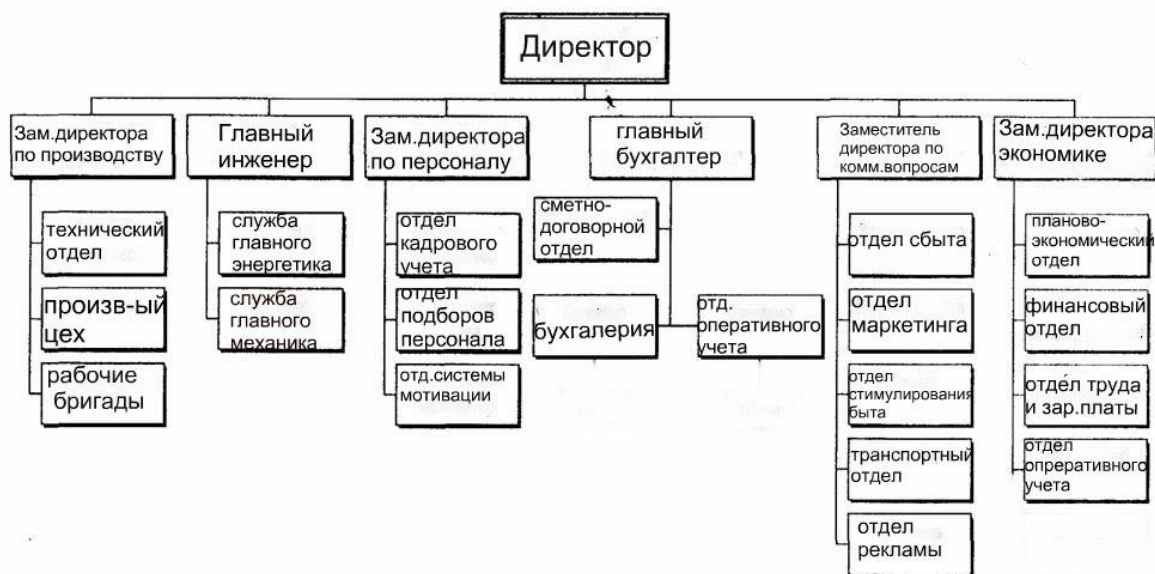 Директор
Зам.директора
по производству
технический
отдел
произв-ый
цех
рабочие
бригады
Главный
инженер
служба
главного
энергетика
служба
главного
механика
Зам.директора
по персоналу
отдел
кадрового
учета
отдел
подборов
персонала
отд.системы
мотивации
главный
бухгалтер
сметно-
договорной
отдел
бухгалерия
отд.
оперативного
учета
Заместитель
директора по
комм.вопросам
отдел сбыта
отдел
маркетинга
отдел
стимулирования
быта
транспортный
отдел
отдел
рекламы
Зам.директора
экономике
планово-
экономический
отдел
финансовый
отдел
отдел труда
и зар.платы
отдел
опреративного
учета